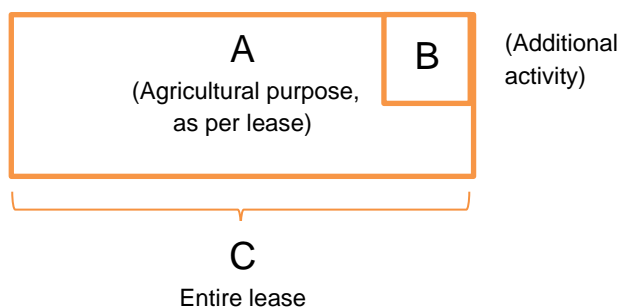 A
(Agricultural purpose,
as per lease)
B
(Additional
activity)
C
Entire lease